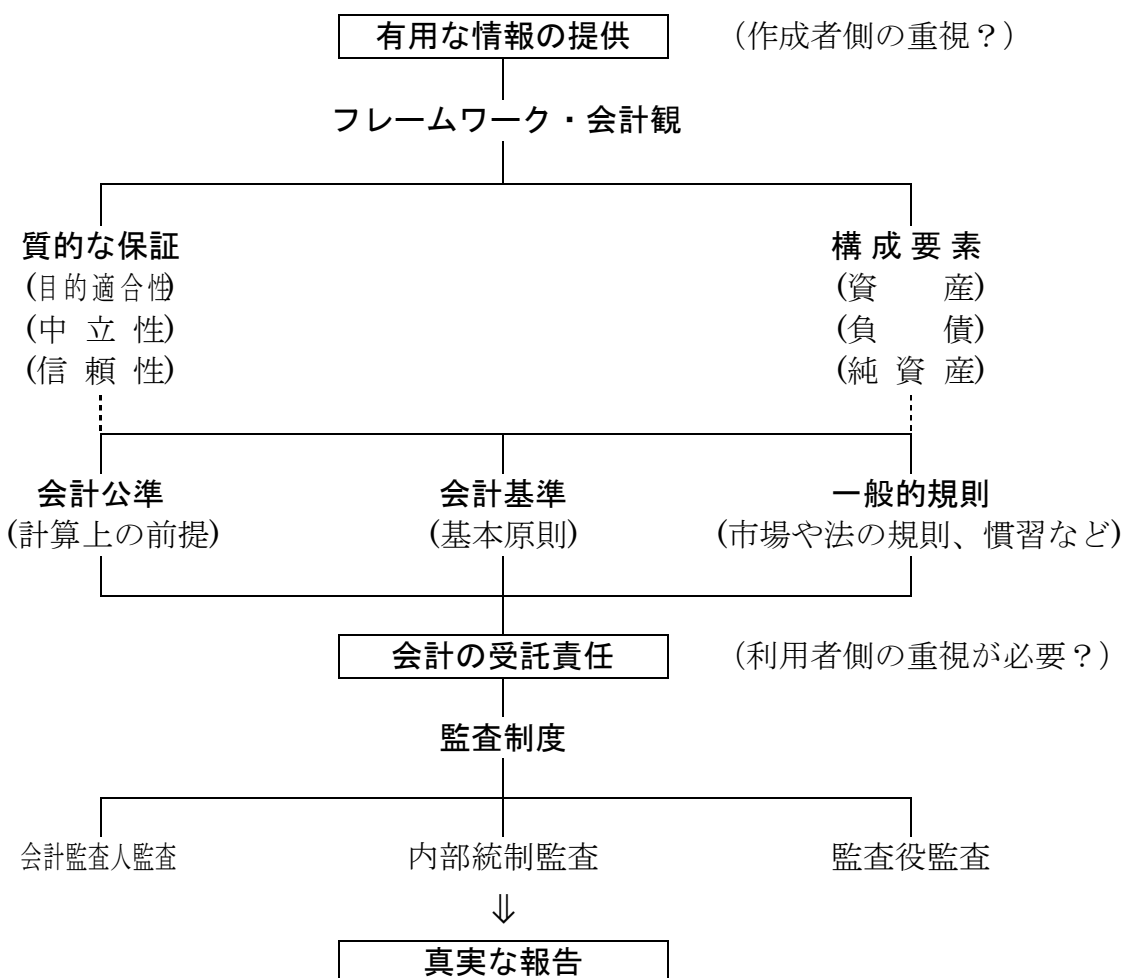 有用な情報の提供 （作成者側の重視？）
フレームワーク・会計観
質的な保証 構成要素
(目的適合性) (資 産)
(中立性) (負 債)
(信頼性) (純資産)
会計公準 会計基準 一般的規則
(計算上の前提) (基本原則) (市場や法の規則、慣習など)
会計の受託責任 （利用者側の重視が必要？）
監査制度
会計監査人監査 内部統制監査 監査役監査
⇓
真実な報告